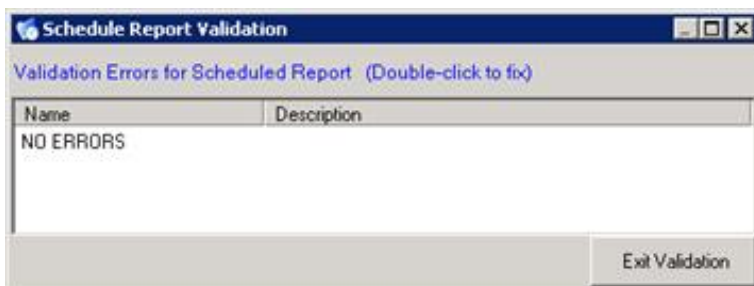 Schedule Report Validation
Validation Errors for Scheduled Report (Double-click to fix)
Name Description
NO ERRORS
Exit Validation